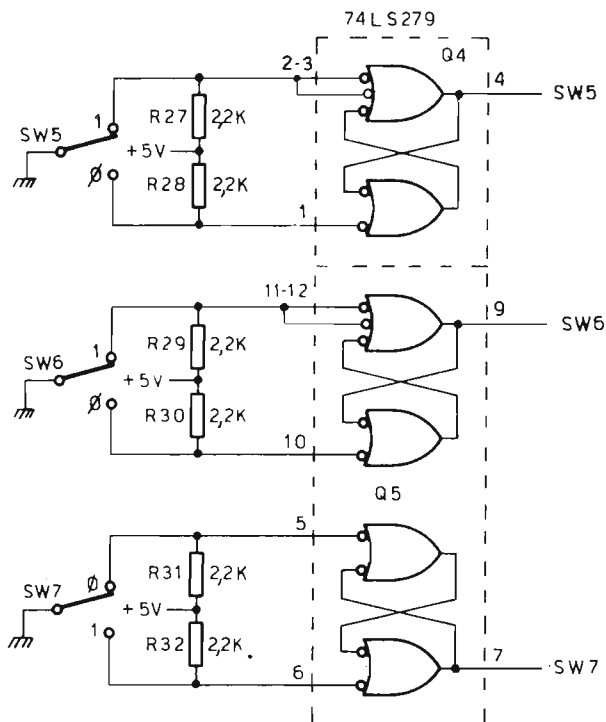 74LS279
Q4
2-3
4
SW5
1
R27 2,2K
SW5
+5V
Ø
R28 2,2K
1
11-12
9
SW6
1
R29 2,2K
SW6
+5V
Ø
R30 2,2K
10
Q5
5
Ø
R31 2,2K
SW7
+5V
1
R32 2,2K
6
7
SW7